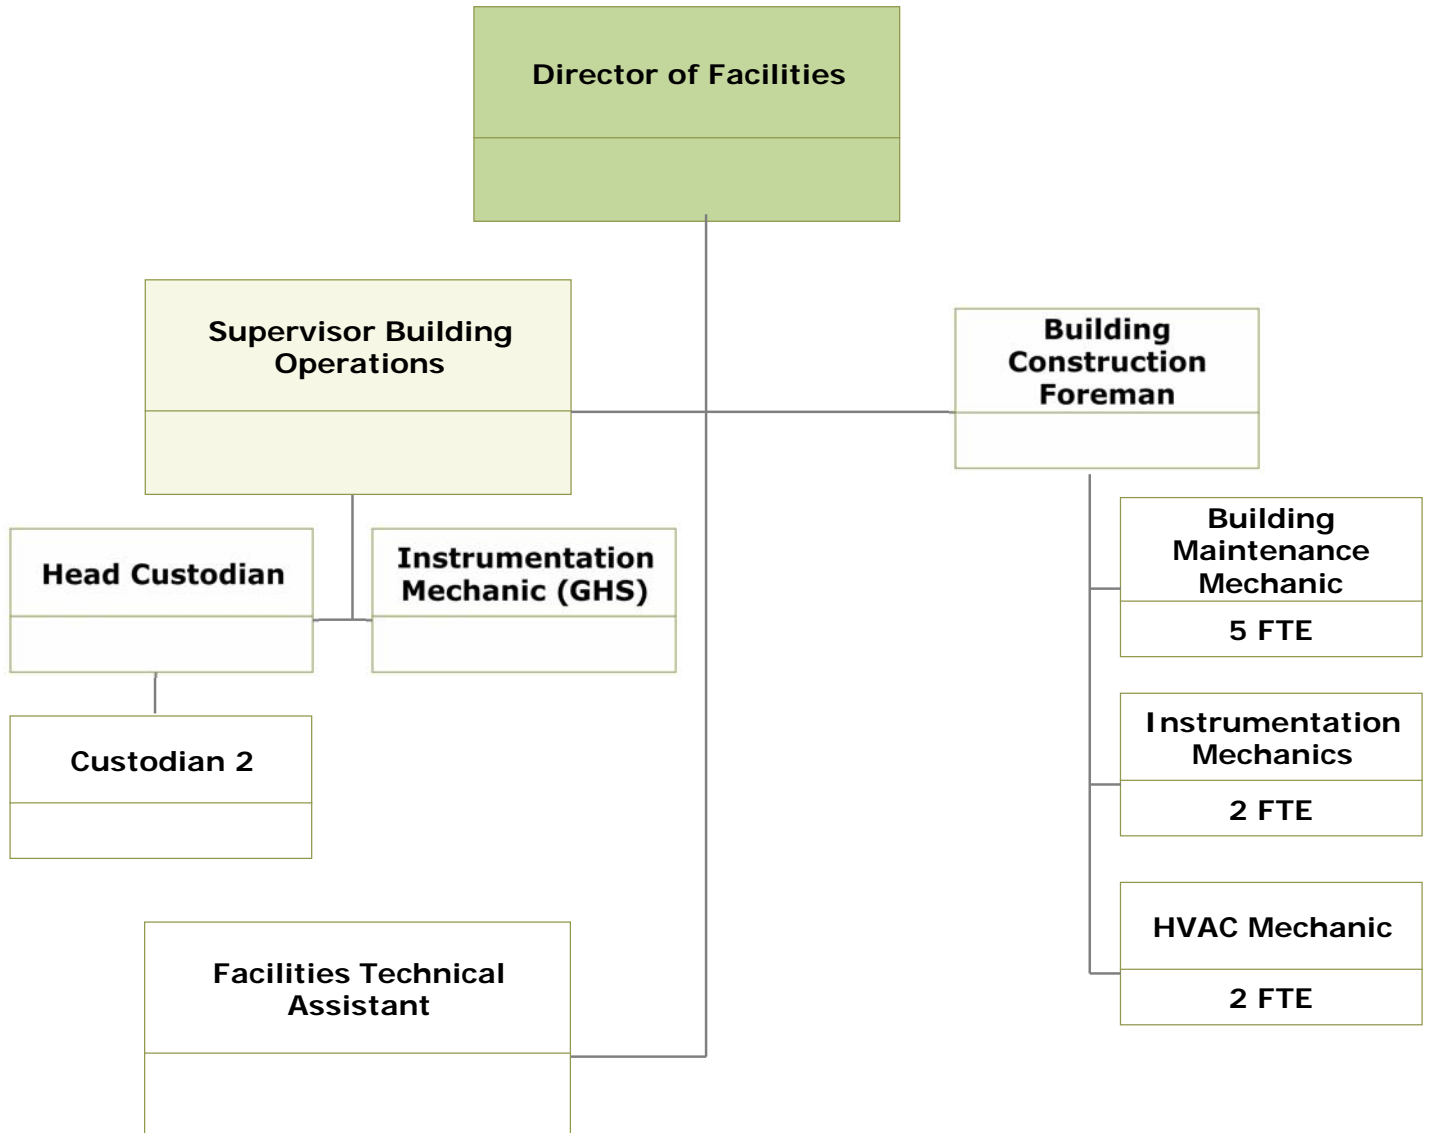 Director of Facilities
Supervisor Building
Operations
Building
Construction
Foreman
Head Custodian
Instrumentation
Mechanic (GHS)
Custodian 2
Building
Maintenance
Mechanic
5 FTE
Instrumentation
Mechanics
2 FTE
HVAC Mechanic
2 FTE
Facilities Technical
Assistant